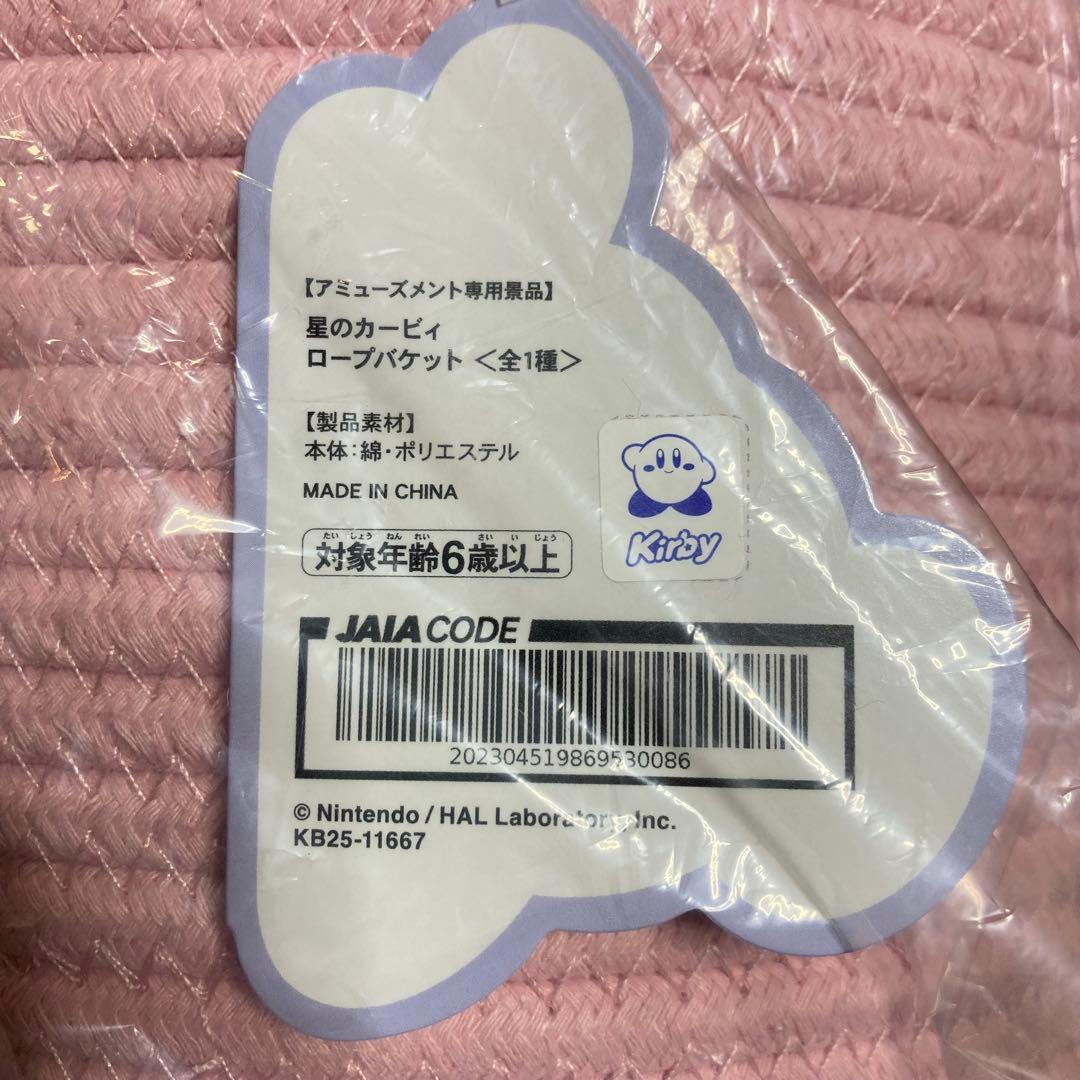 【アミューズメント専用景品】
星のカービィ
ロープバケット <全1種>
【製品素材】
本体:綿・ポリエステル
MADE IN CHINA
たい しょう ねん れい さい い じょう
対象年齢6歳以上
Kirby
JAIA CODE
202304519869530086
© Nintendo / HAL Laboratory, Inc.
KB25-11667